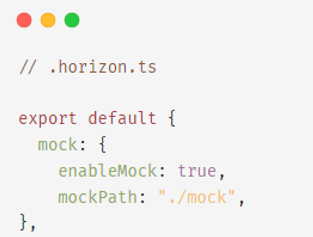 // .horizon.ts
export default {
  mock: {
    enableMock: true,
    mockPath: "./mock",
},